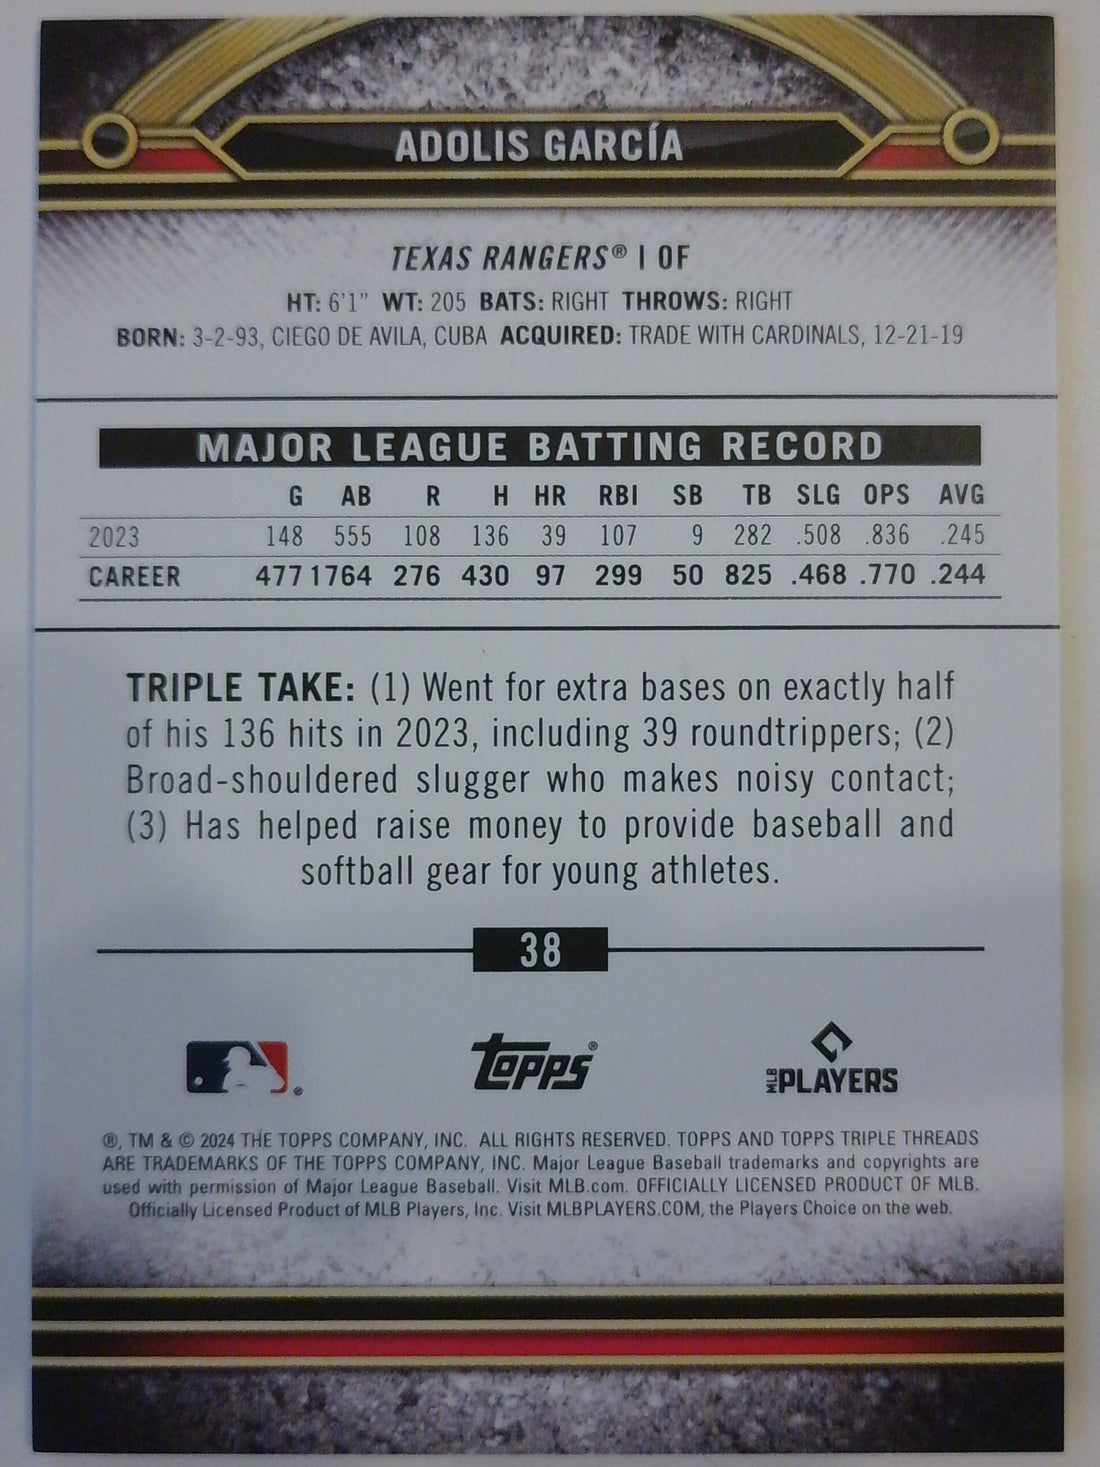 ADOLIS GARCÍA
TEXAS RANGERS® | OF
HT: 6'1" WT: 205 BATS: RIGHT THROWS: RIGHT
BORN: 3-2-93, CIEGO DE AVILA, CUBA ACQUIRED: TRADE WITH CARDINALS, 12-21-19
MAJOR LEAGUE BATTING RECORD
G AB R H HR RBI SB TB SLG OPS AVG
2023 148 555 108 136 39 107 9 282 .508 .836 .245
CAREER 477 1764 276 430 97 299 50 825 .468 .770 .244
TRIPLE TAKE: (1) Went for extra bases on exactly half
of his 136 hits in 2023, including 39 roundtrippers; (2)
Broad-shouldered slugger who makes noisy contact;
(3) Has helped raise money to provide baseball and
softball gear for young athletes.
38
topps®
MLB PLAYERS
®, TM & © 2024 THE TOPPS COMPANY, INC. ALL RIGHTS RESERVED. TOPPS AND TOPPS TRIPLE THREADS
ARE TRADEMARKS OF THE TOPPS COMPANY, INC. Major League Baseball trademarks and copyrights are
used with permission of Major League Baseball. Visit MLB.com. OFFICIALLY LICENSED PRODUCT OF MLB.
Officially Licensed Product of MLB Players, Inc. Visit MLBPLAYERS.COM, the Players Choice on the web.